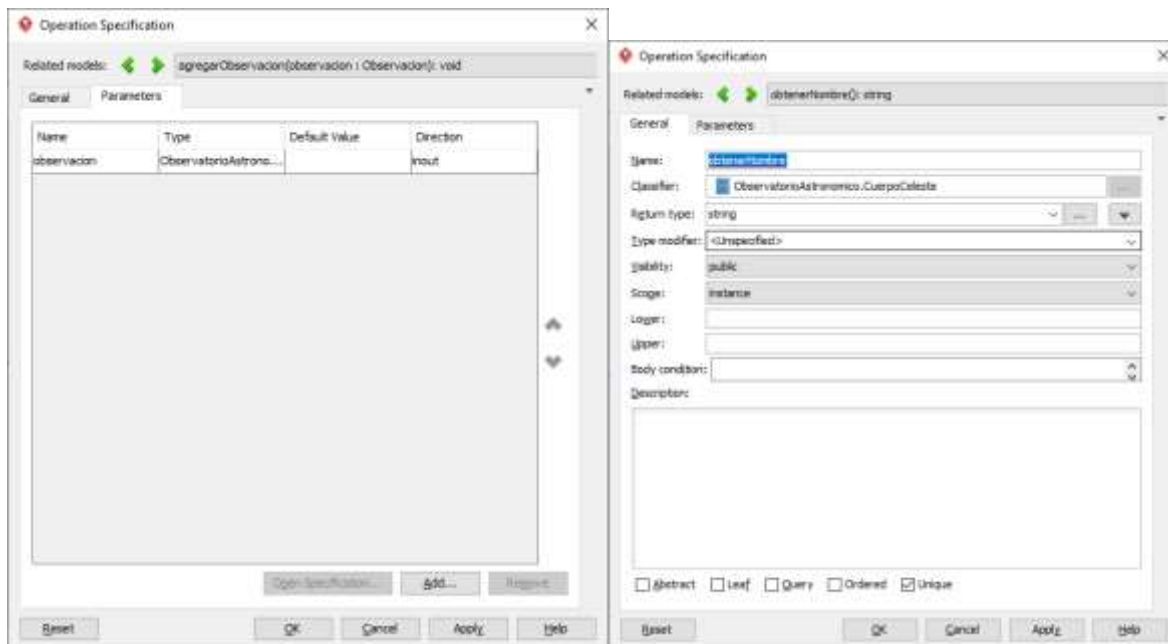 Operation Specification
Related models: agregarObservacion(observacion : Observacion): void
General Parameters
Name Type Default Value Direction
observacion ObservatorioAstrono.... inout
Open Specification... Add... Remove
Reset OK Cancel Apply Help
Operation Specification
Related models: obtenerNombre(): string
General Parameters
Name: obtenerNombre
Classifier: ObservatorioAstronomico.CuerpoCeleste ...
Return type: string ...
Type modifier: <Unspecified>
Visibility: public
Scope: instance
Lower:
Upper:
Body condition:
Description:
Abstract Leaf Query Ordered Unique
Reset OK Cancel Apply Help